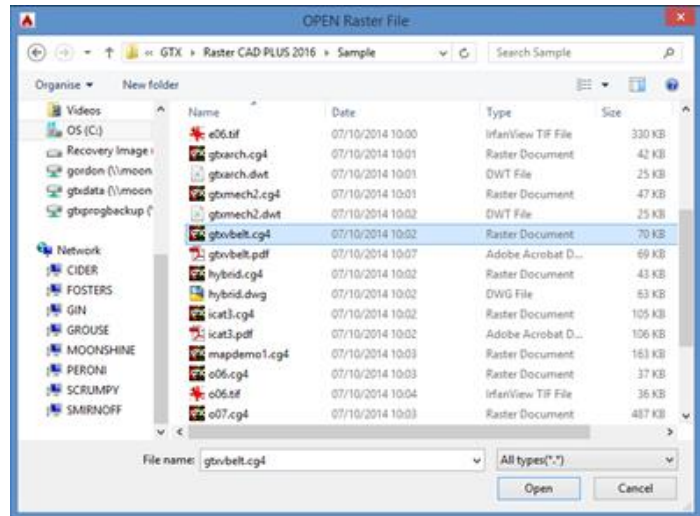 OPEN Raster File
« GTX › Raster CAD PLUS 2016 › Sample
Search Sample
Organise
New folder
Name Date Type Size
Videos
OS (C:)
Recovery Image
gordon (\\moon
gtxdata (\\moon
gtxprogbackup (
Network
CIDER
FOSTERS
GIN
GROUSE
MOONSHINE
PERONI
SCRUMPY
SMIRNOFF
e06.tif 07/10/2014 10:00 IrfanView TIF File 330 KB
gtxarch.cg4 07/10/2014 10:01 Raster Document 42 KB
gtxarch.dwt 07/10/2014 10:01 DWT File 25 KB
gtxmech2.cg4 07/10/2014 10:01 Raster Document 47 KB
gtxmech2.dwt 07/10/2014 10:02 DWT File 25 KB
gtxvbelt.cg4 07/10/2014 10:02 Raster Document 70 KB
gtxvbelt.pdf 07/10/2014 10:07 Adobe Acrobat D... 69 KB
hybrid.cg4 07/10/2014 10:02 Raster Document 43 KB
hybrid.dwg 07/10/2014 10:02 DWG File 63 KB
icat3.cg4 07/10/2014 10:02 Raster Document 105 KB
icat3.pdf 07/10/2014 10:02 Adobe Acrobat D... 106 KB
mapdemo1.cg4 07/10/2014 10:03 Raster Document 163 KB
o06.cg4 07/10/2014 10:03 Raster Document 37 KB
o06.tif 07/10/2014 10:04 IrfanView TIF File 36 KB
o07.cg4 07/10/2014 10:03 Raster Document 487 KB
File name: gtxvbelt.cg4
All types(*.*)
Open
Cancel